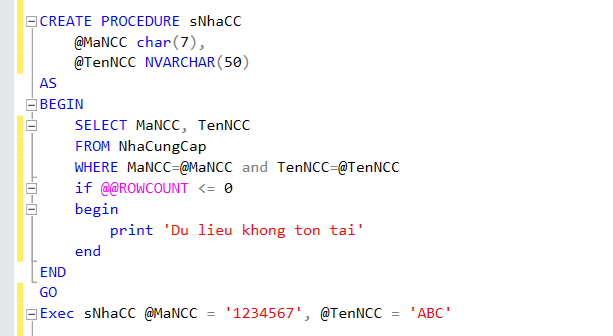 CREATE PROCEDURE sNhaCC
@MaNCC char(7),
@TenNCC NVARCHAR(50)
AS
BEGIN
SELECT MaNCC, TenNCC
FROM NhaCungCap
WHERE MaNCC=@MaNCC and TenNCC=@TenNCC
if @@ROWCOUNT <= 0
begin
print 'Du lieu khong ton tai'
end
END
GO
Exec sNhaCC @MaNCC = '1234567', @TenNCC = 'ABC'